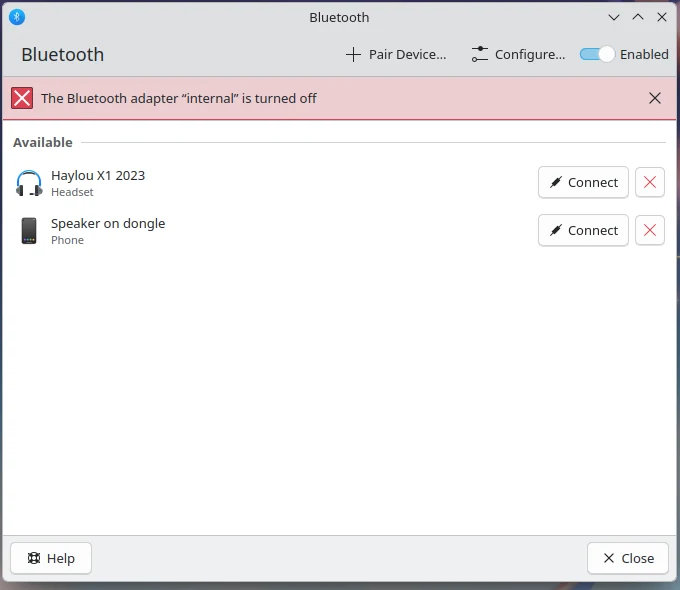 Bluetooth
Bluetooth
Pair Device...
Configure...
Enabled
The Bluetooth adapter “internal” is turned off
Available
Haylou X1 2023
Headset
Connect
Speaker on dongle
Phone
Connect
Help
Close